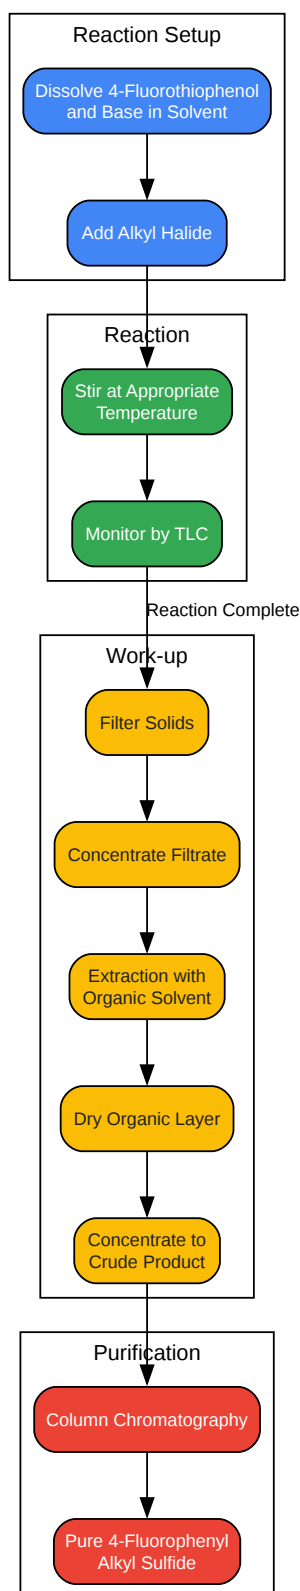 Reaction Setup
Dissolve 4-Fluorothiophenol
and Base in Solvent
Add Alkyl Halide
Reaction
Stir at Appropriate
Temperature
Monitor by TLC
Reaction Complete
Work-up
Filter Solids
Concentrate Filtrate
Extraction with
Organic Solvent
Dry Organic Layer
Concentrate to
Crude Product
Purification
Column Chromatography
Pure 4-Fluorophenyl
Alkyl Sulfide